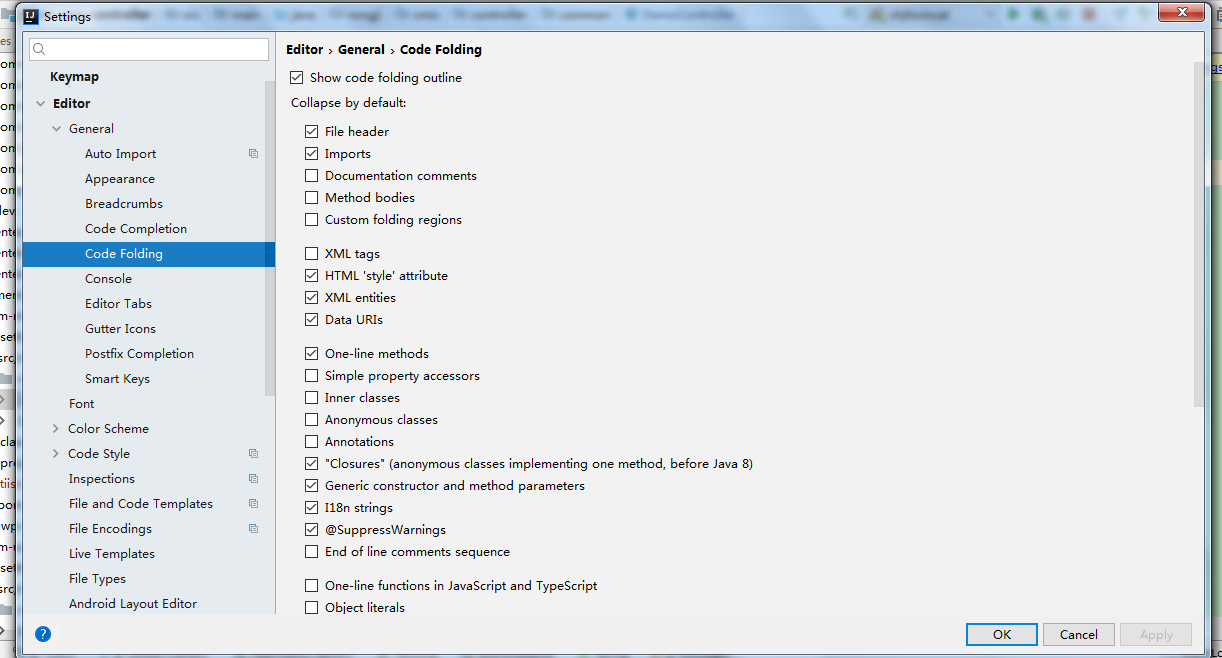 Settings
Keymap
Editor
General
Auto Import
Appearance
Breadcrumbs
Code Completion
Code Folding
Console
Editor Tabs
Gutter Icons
Postfix Completion
Smart Keys
Font
Color Scheme
Code Style
Inspections
File and Code Templates
File Encodings
Live Templates
File Types
Android Layout Editor
Editor › General › Code Folding
Show code folding outline
Collapse by default:
File header
Imports
Documentation comments
Method bodies
Custom folding regions
XML tags
HTML 'style' attribute
XML entities
Data URIs
One-line methods
Simple property accessors
Inner classes
Anonymous classes
Annotations
"Closures" (anonymous classes implementing one method, before Java 8)
Generic constructor and method parameters
I18n strings
@SuppressWarnings
End of line comments sequence
One-line functions in JavaScript and TypeScript
Object literals
?
OK
Cancel
Apply